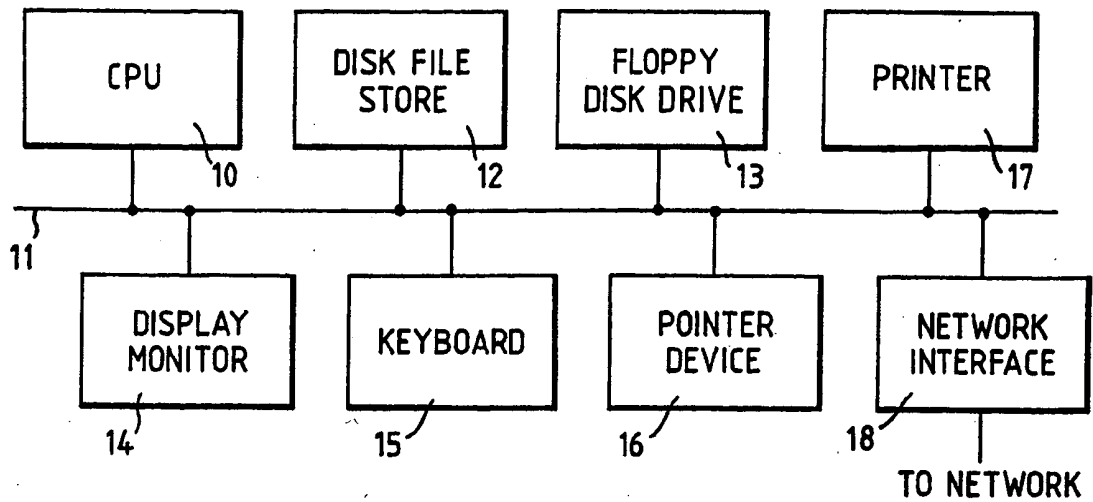 CPU
10
DISK FILE
STORE
12
FLOPPY
DISK DRIVE
13
PRINTER
17
11
DISPLAY
MONITOR
14
KEYBOARD
15
POINTER
DEVICE
16
NETWORK
INTERFACE
18
TO NETWORK